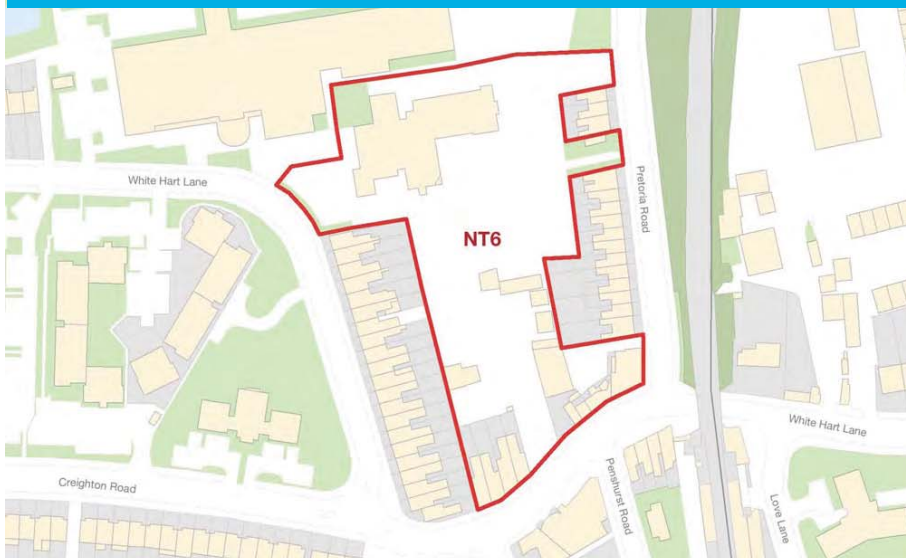 White Hart Lane
Pretoria Road
NT6
White Hart Lane
Creighton Road
Penshurst Road
Love Lane